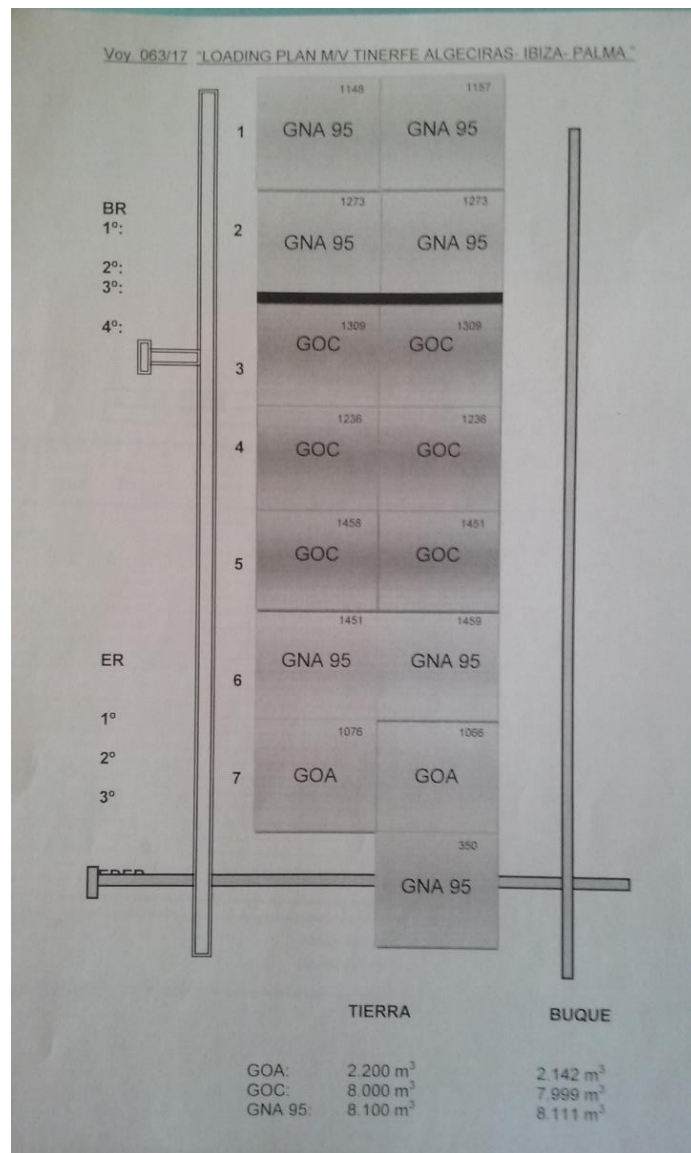 Voy 063/17 "LOADING PLAN M/V TINERFE ALGECIRAS- IBIZA- PALMA "
1148 1157
1 GNA 95 GNA 95
1273 1273
BR
1º:
2 GNA 95 GNA 95
2º:
3º:
4º:
1309 1309
GOC GOC
3
1236 1236
4 GOC GOC
1458 1451
5 GOC GOC
1451 1459
ER
6 GNA 95 GNA 95
1º
1076 1066
2º
7 GOA GOA
3º
350
GNA 95
TIERRA BUQUE
GOA: 2.200 m³ 2.142 m³
GOC: 8.000 m³ 7.999 m³
GNA 95: 8.100 m³ 8.111 m³